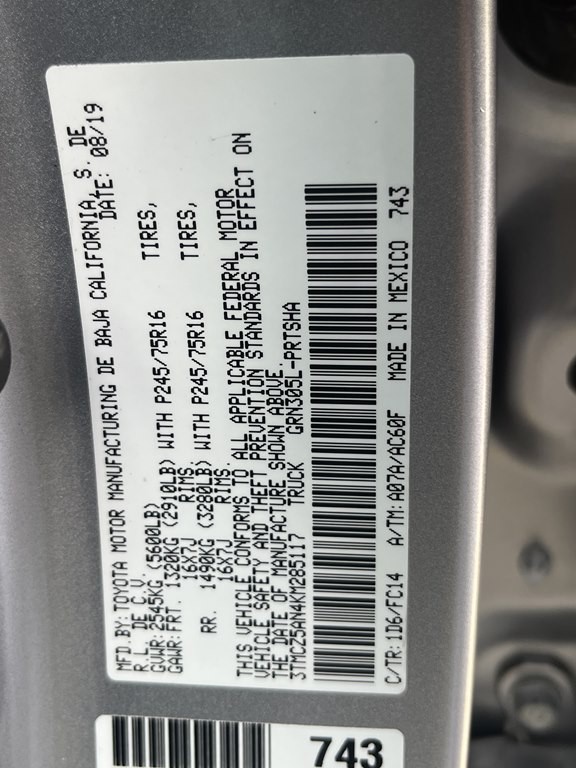 MFD.BY: TOYOTA MOTOR MANUFACTURING DE BAJA CALIFORNIA, S. DE
R.L. DE C.V. DATE: 08/19
GVWR: 2545KG (5600LB)
GAWR: FRT. 1320KG (2910LB) WITH P245/75R16 TIRES,
16X7J RIMS.
RR. 1490KG (3280LB) WITH P245/75R16 TIRES,
16X7J RIMS.
THIS VEHICLE CONFORMS TO ALL APPLICABLE FEDERAL MOTOR
VEHICLE SAFETY AND THEFT PREVENTION STANDARDS IN EFFECT ON
THE DATE OF MANUFACTURE SHOWN ABOVE.
3TMCZ5AN4KM285117 TRUCK GRN305L-PRTSHA
C/TR: 1D6/FC14 A/TM: A07A/AC60F MADE IN MEXICO 743
743